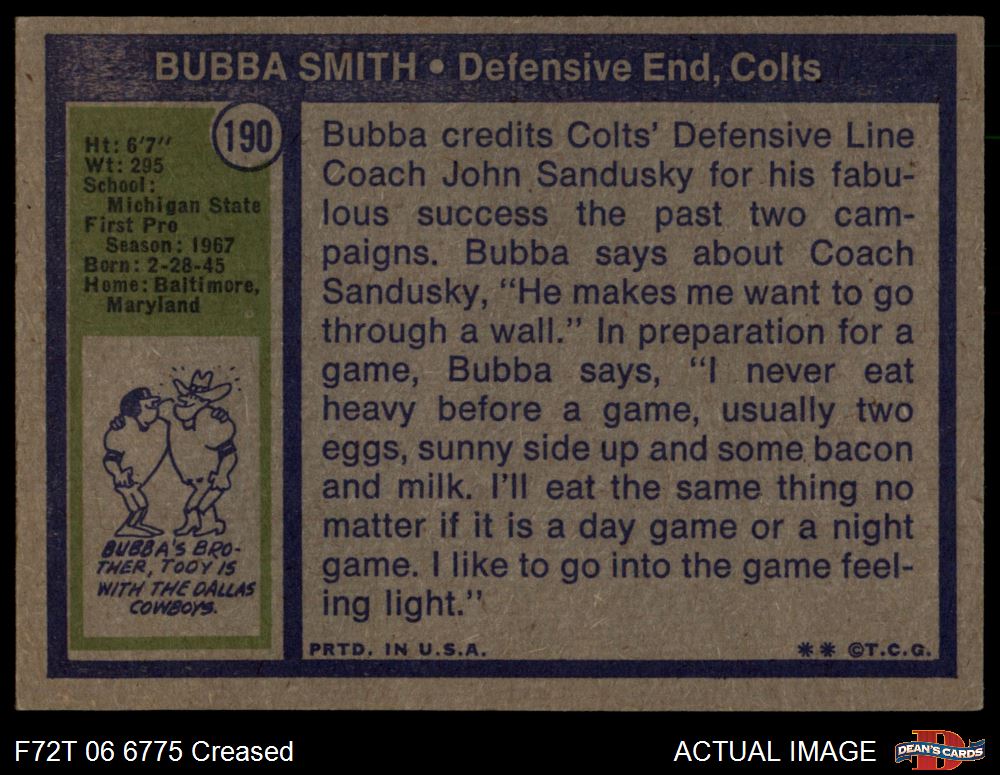 BUBBA SMITH • Defensive End, Colts
190
Ht: 6'7"
Wt: 295
School:
Michigan State
First Pro
Season: 1967
Born: 2-28-45
Home: Baltimore,
Maryland
BUBBA'S BRO-
THER, TODY IS
WITH THE DALLAS
COWBOYS.
Bubba credits Colts' Defensive Line
Coach John Sandusky for his fabu-
lous success the past two cam-
paigns. Bubba says about Coach
Sandusky, "He makes me want to go
through a wall." In preparation for a
game, Bubba says, "I never eat
heavy before a game, usually two
eggs, sunny side up and some bacon
and milk. I'll eat the same thing no
matter if it is a day game or a night
game. I like to go into the game feel-
ing light."
PRTD. IN U.S.A.
** ©T.C.G.
F72T 06 6775 Creased
ACTUAL IMAGE
D
DEAN'S CARDS